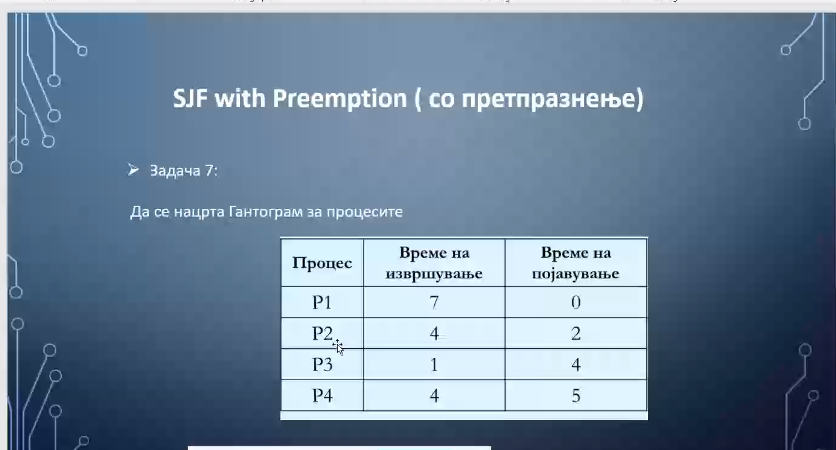 SJF with Preemption ( со претпразнење)
Задача 7:
Да се нацрта Гантограм за процесите
Процес Време на извршување Време на појавување
P1 7 0
P2 4 2
P3 1 4
P4 4 5